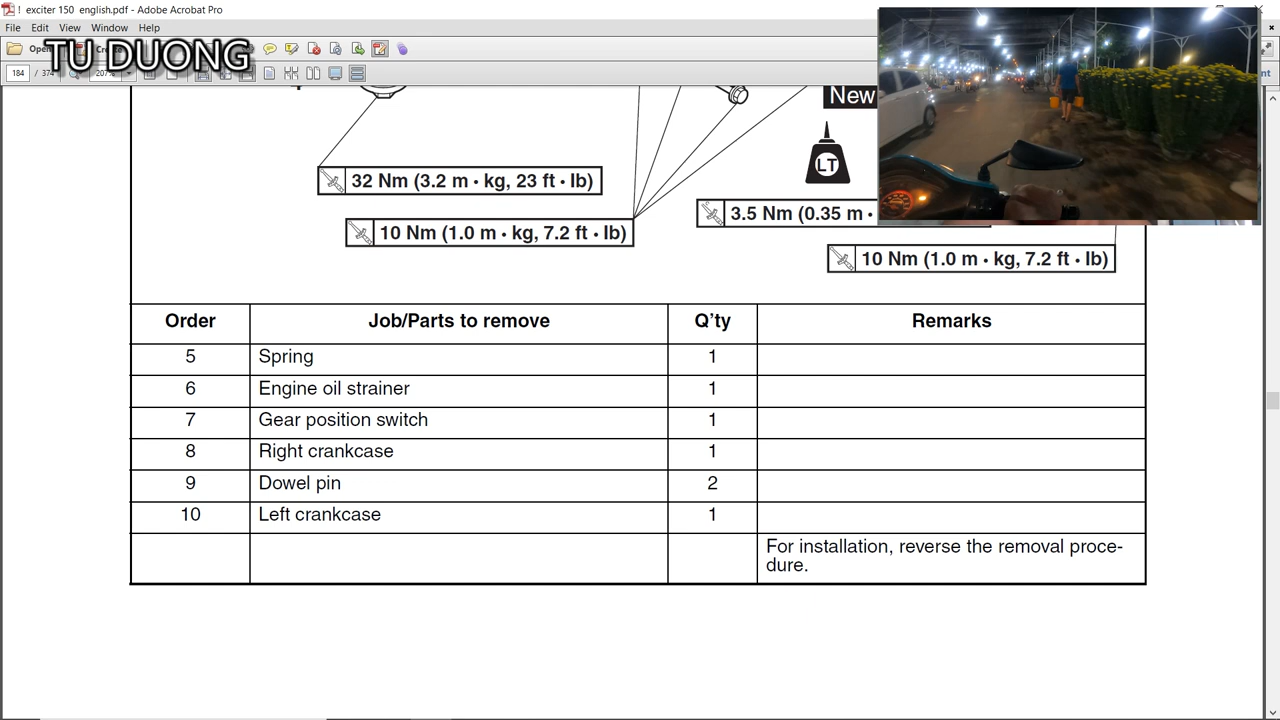 ! exciter 150 english.pdf - Adobe Acrobat Pro
File Edit View Window Help
Open
TU DUONG
184 / 374
207%
New
LT
32 Nm (3.2 m • kg, 23 ft • lb)
3.5 Nm (0.35 m •
10 Nm (1.0 m • kg, 7.2 ft • lb)
10 Nm (1.0 m • kg, 7.2 ft • lb)
Order Job/Parts to remove Q'ty Remarks
5 Spring 1
6 Engine oil strainer 1
7 Gear position switch 1
8 Right crankcase 1
9 Dowel pin 2
10 Left crankcase 1
For installation, reverse the removal proce-
dure.